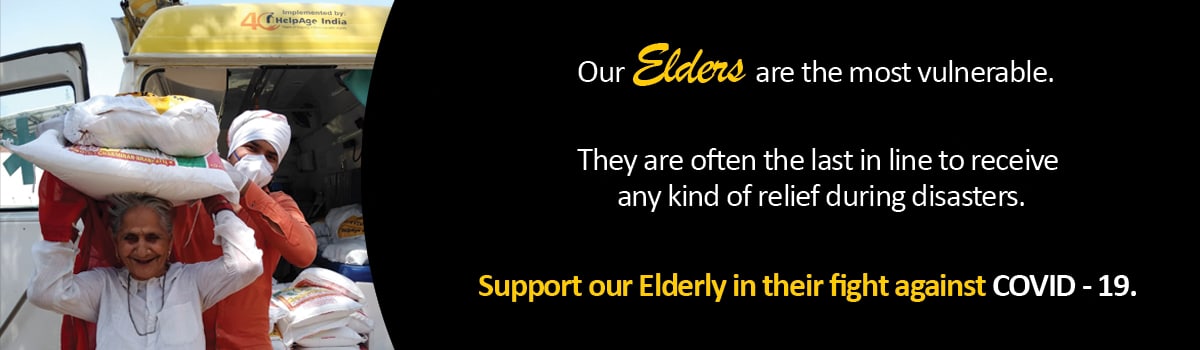 Implemented by:
40 HelpAge India
Our Elders are the most vulnerable.
They are often the last in line to receive
any kind of relief during disasters.
Support our Elderly in their fight against COVID - 19.